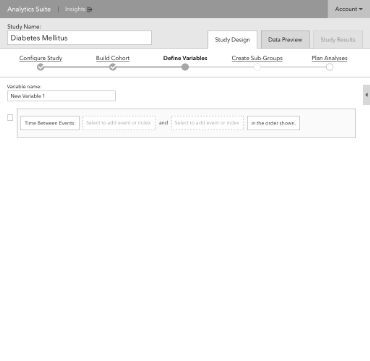 Analytics Suite | Insights
Account
Study Name:
Diabetes Mellitus
Study Design Data Preview Study Results
Configure Study Build Cohort Define Variables Create Sub-Groups Plan Analyses
Variable name:
New Variable 1
Time Between Events: Select to add event or index and Select to add event or index in the order shown.